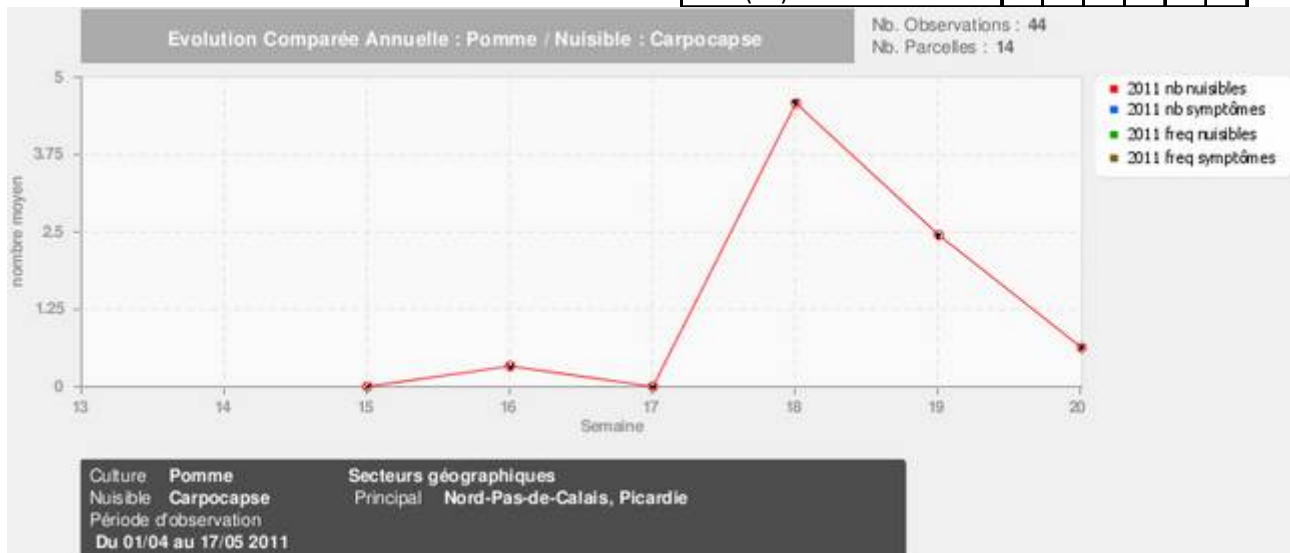 Evolution Comparée Annuelle : Pomme / Nuisible : Carpocapse
Nb. Observations : 44
Nb. Parcelles : 14
2011 nb nuisibles
2011 nb symptômes
2011 freq nuisibles
2011 freq symptômes
nombre moyen
5
3.75
2.5
1.25
0
13 14 15 16 17 18 19 20
Semaine
Culture Pomme Secteurs géographiques
Nuisible Carpocapse Principal Nord-Pas-de-Calais, Picardie
Période d'observation
Du 01/04 au 17/05 2011